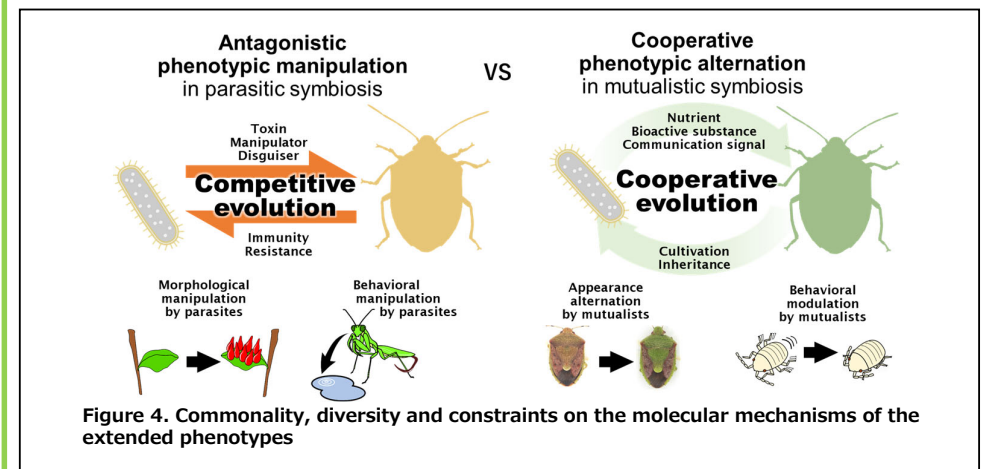 Antagonistic
phenotypic manipulation
in parasitic symbiosis
VS
Cooperative
phenotypic alternation
in mutualistic symbiosis
Toxin
Manipulator
Disguiser
Competitive
evolution
Immunity
Resistance
Nutrient
Bioactive substance
Communication signal
Cooperative
evolution
Cultivation
Inheritance
Morphological
manipulation
by parasites
Behavioral
manipulation
by parasites
Appearance
alternation
by mutualists
Behavioral
modulation
by mutualists
Figure 4. Commonality, diversity and constraints on the molecular mechanisms of the
extended phenotypes